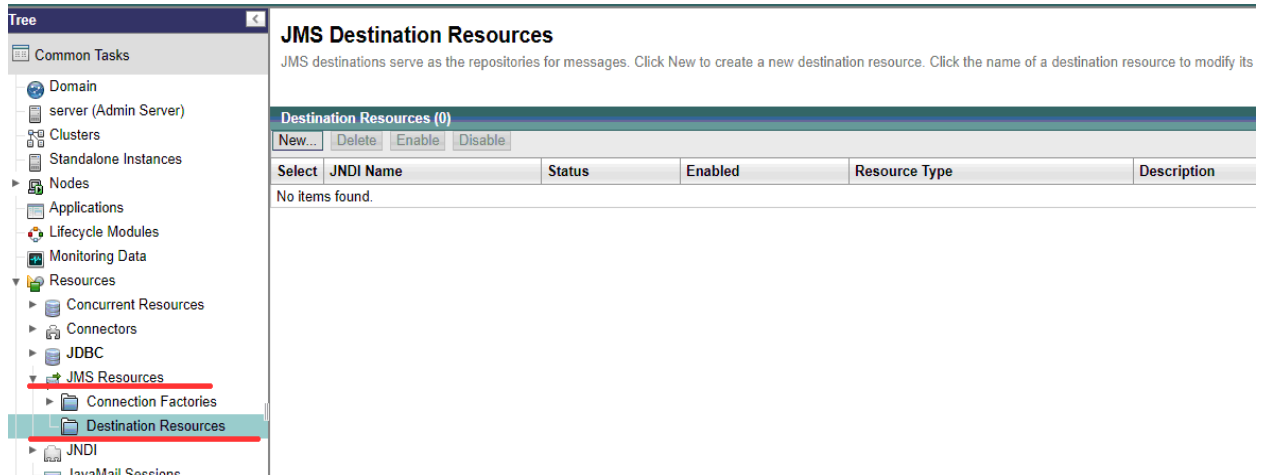 Tree
Common Tasks
Domain
server (Admin Server)
Clusters
Standalone Instances
Nodes
Applications
Lifecycle Modules
Monitoring Data
Resources
Concurrent Resources
Connectors
JDBC
JMS Resources
Connection Factories
Destination Resources
JNDI
JavaMail Sessions
JMS Destination Resources
JMS destinations serve as the repositories for messages. Click New to create a new destination resource. Click the name of a destination resource to modify its
Destination Resources (0)
New... Delete Enable Disable
Select JNDI Name Status Enabled Resource Type Description
No items found.